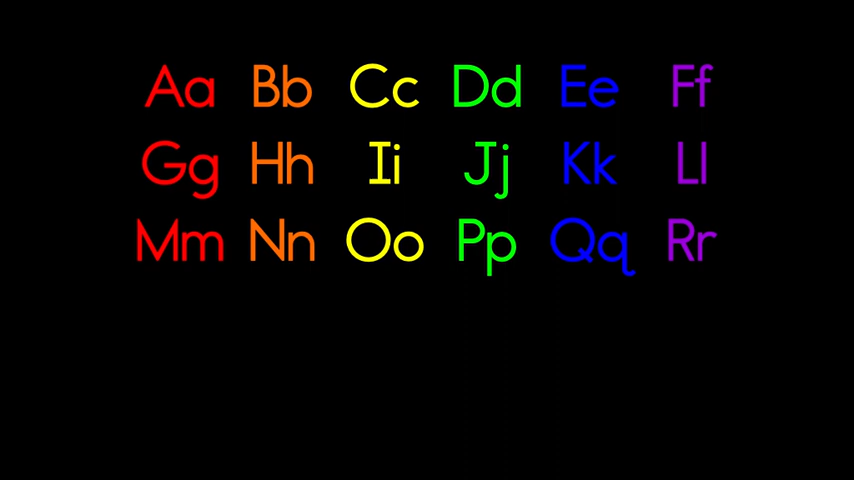 Aa Bb Cc Dd Ee Ff
Gg Hh Ii Jj Kk Ll
Mm Nn Oo Pp Qq Rr